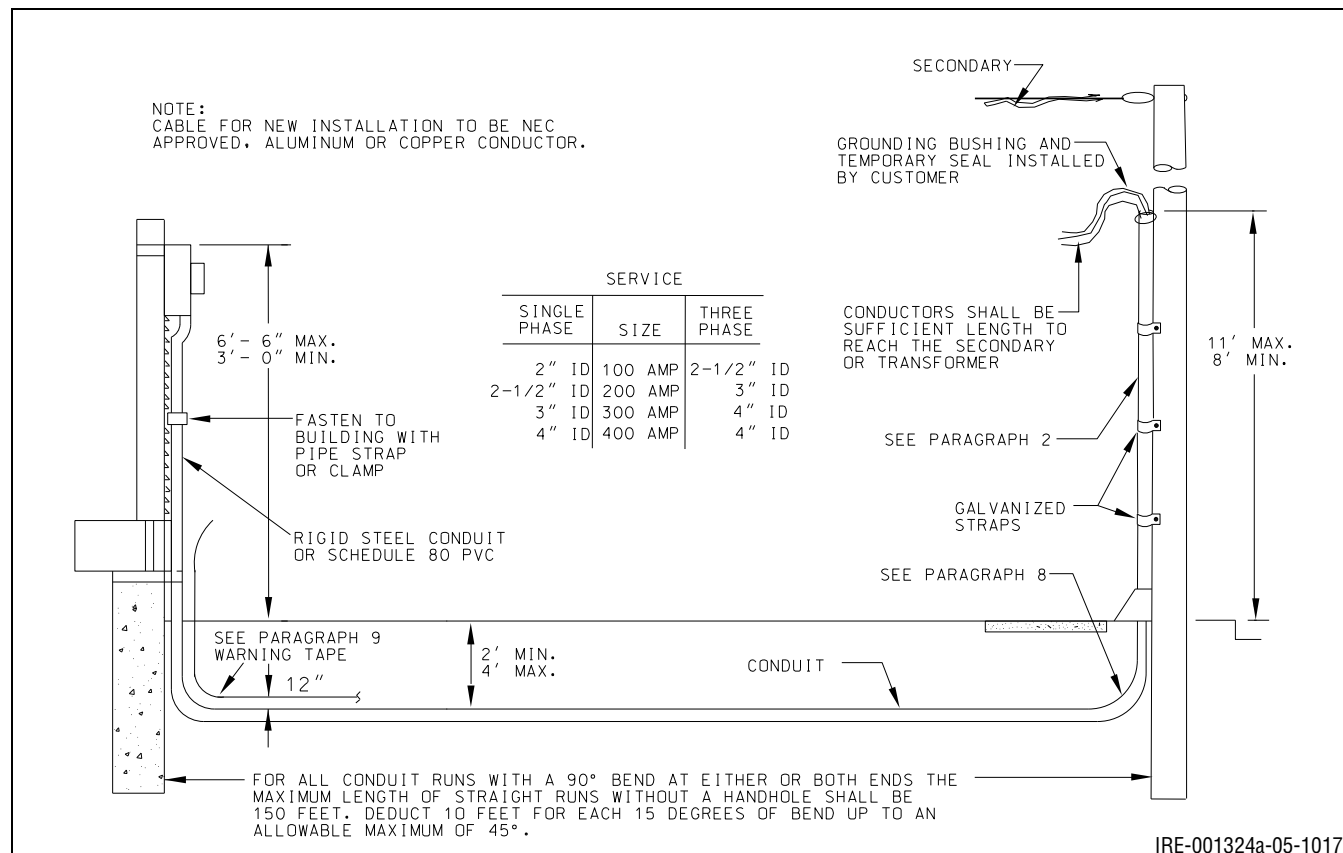 SECONDARY
NOTE:
CABLE FOR NEW INSTALLATION TO BE NEC
APPROVED, ALUMINUM OR COPPER CONDUCTOR.
GROUNDING BUSHING AND
TEMPORARY SEAL INSTALLED
BY CUSTOMER
SERVICE
SINGLE PHASE SIZE THREE PHASE
2" ID 100 AMP 2-1/2" ID
2-1/2" ID 200 AMP 3" ID
3" ID 300 AMP 4" ID
4" ID 400 AMP 4" ID
6'- 6" MAX.
3'- 0" MIN.
CONDUCTORS SHALL BE
SUFFICIENT LENGTH TO
REACH THE SECONDARY
OR TRANSFORMER
11' MAX.
8' MIN.
FASTEN TO
BUILDING WITH
PIPE STRAP
OR CLAMP
SEE PARAGRAPH 2
GALVANIZED
STRAPS
RIGID STEEL CONDUIT
OR SCHEDULE 80 PVC
SEE PARAGRAPH 8
SEE PARAGRAPH 9
WARNING TAPE
12"
2' MIN.
4' MAX.
CONDUIT
FOR ALL CONDUIT RUNS WITH A 90° BEND AT EITHER OR BOTH ENDS THE
MAXIMUM LENGTH OF STRAIGHT RUNS WITHOUT A HANDHOLE SHALL BE
150 FEET. DEDUCT 10 FEET FOR EACH 15 DEGREES OF BEND UP TO AN
ALLOWABLE MAXIMUM OF 45°.
IRE-001324a-05-1017